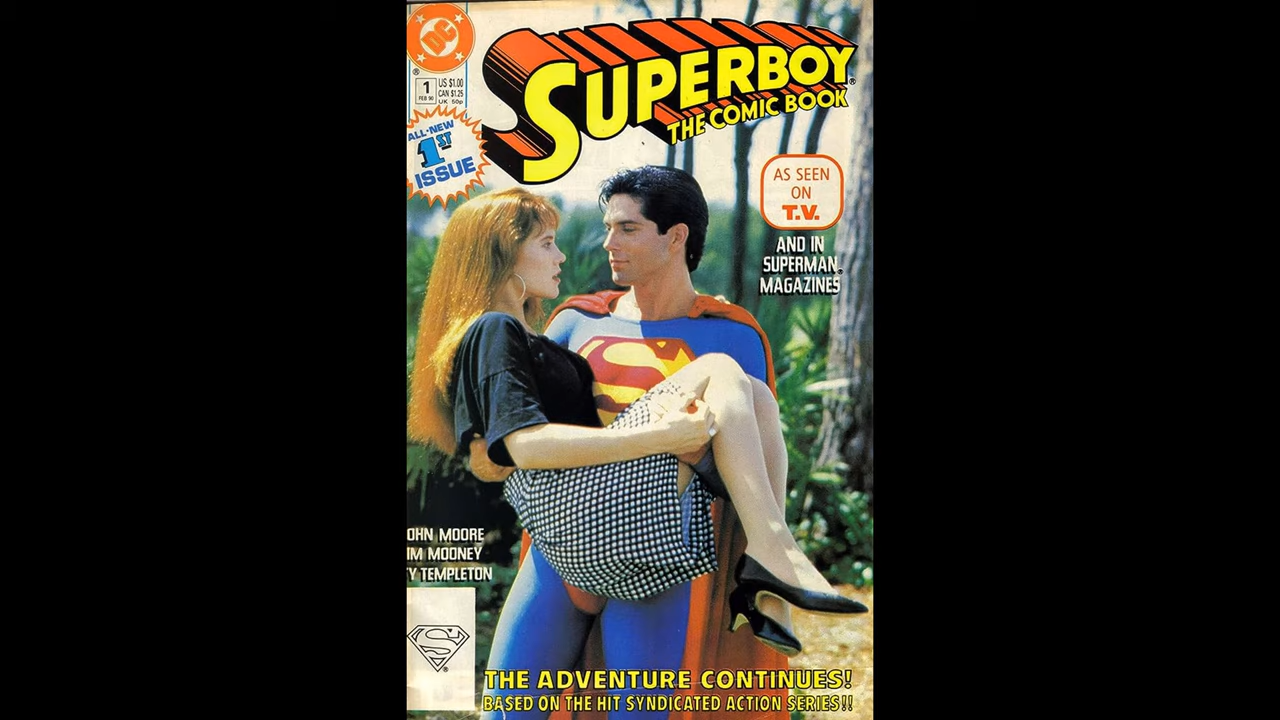 DC
®
1
FEB 90
US $1.00
CAN $1.25
UK 50p
ALL-NEW
1ST
ISSUE
SUPERBOY®
THE COMIC BOOK
AS SEEN
ON
T.V.
AND IN
SUPERMAN®
MAGAZINES
OHN MOORE
IM MOONEY
TY TEMPLETON
S
®
THE ADVENTURE CONTINUES!
BASED ON THE HIT SYNDICATED ACTION SERIES!!